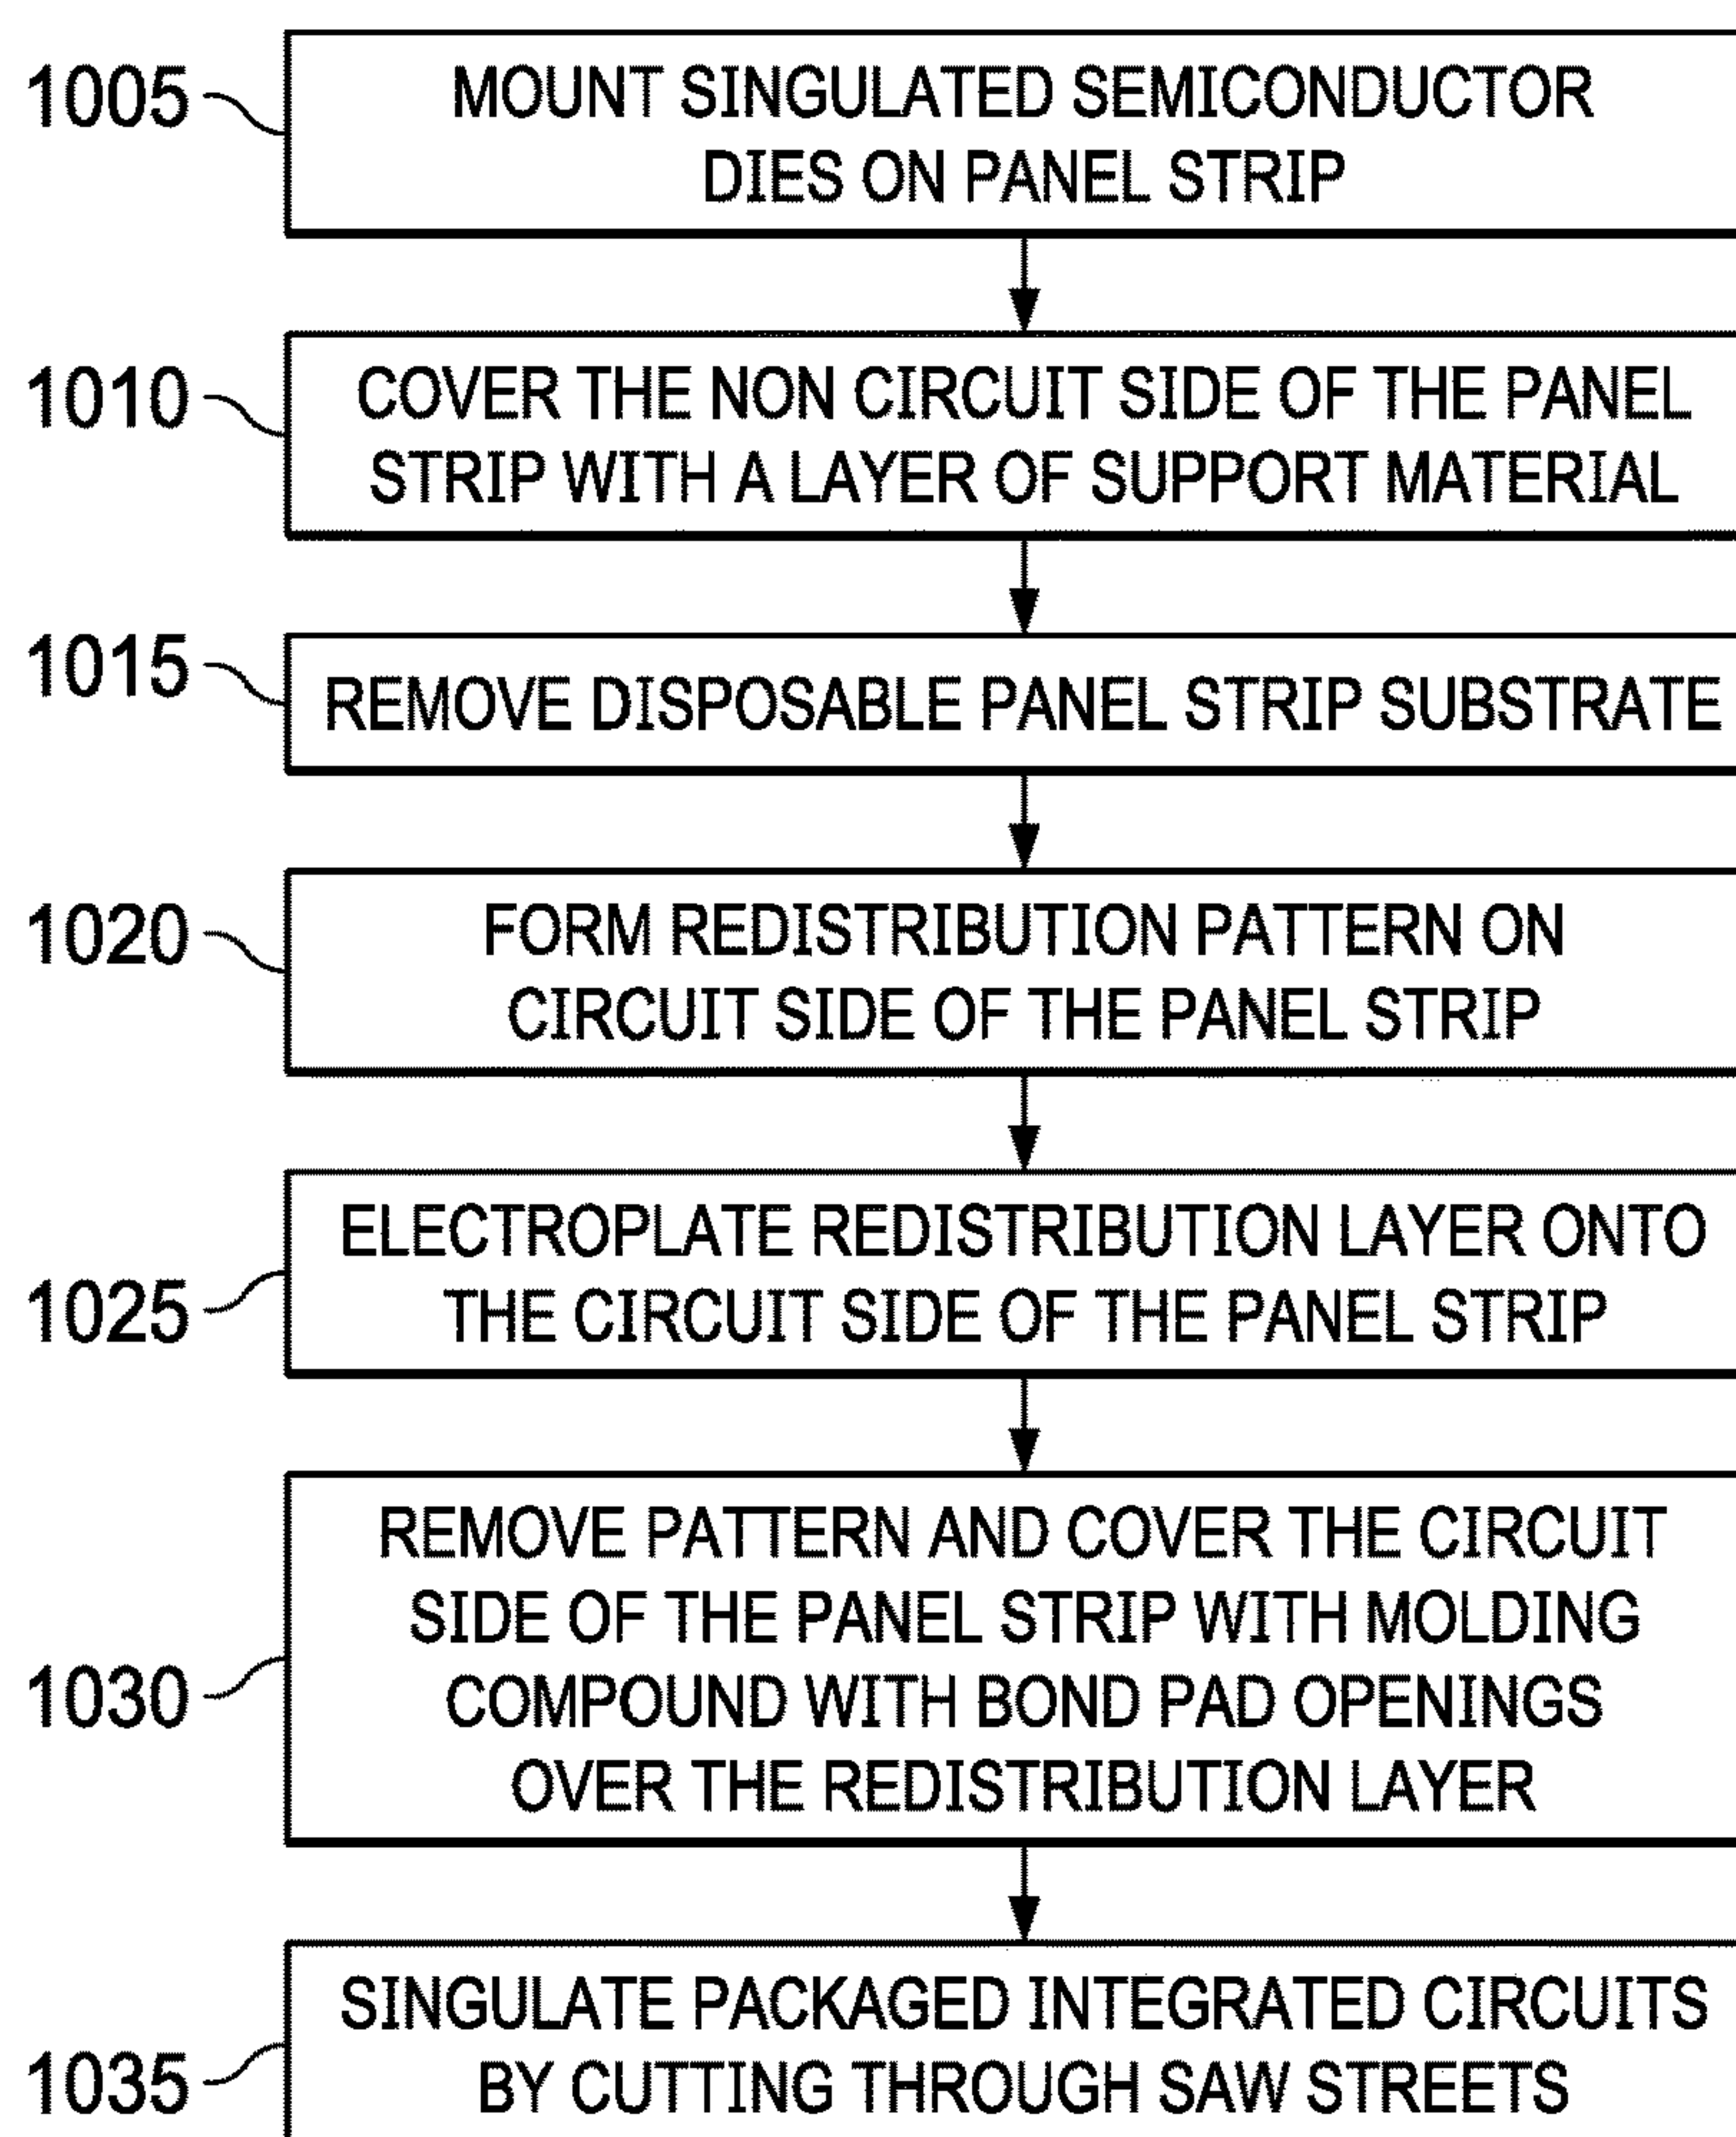 1005
MOUNT SINGULATED SEMICONDUCTOR
DIES ON PANEL STRIP
1010
COVER THE NON CIRCUIT SIDE OF THE PANEL
STRIP WITH A LAYER OF SUPPORT MATERIAL
1015
REMOVE DISPOSABLE PANEL STRIP SUBSTRATE
1020
FORM REDISTRIBUTION PATTERN ON
CIRCUIT SIDE OF THE PANEL STRIP
1025
ELECTROPLATE REDISTRIBUTION LAYER ONTO
THE CIRCUIT SIDE OF THE PANEL STRIP
1030
REMOVE PATTERN AND COVER THE CIRCUIT
SIDE OF THE PANEL STRIP WITH MOLDING
COMPOUND WITH BOND PAD OPENINGS
OVER THE REDISTRIBUTION LAYER
1035
SINGULATE PACKAGED INTEGRATED CIRCUITS
BY CUTTING THROUGH SAW STREETS